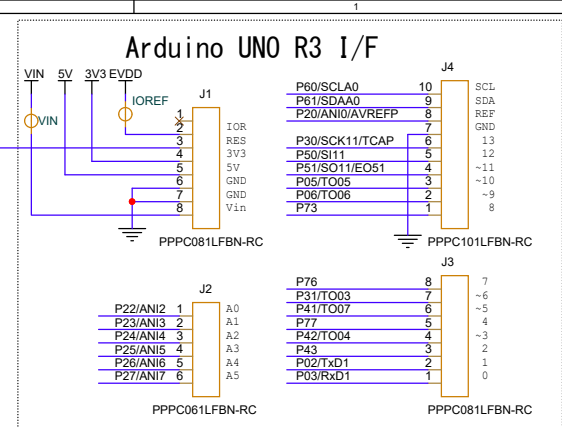 1
Arduino UNO R3 I/F
VIN 5V 3V3 EVDD
IOREF
VIN
J1
1
2 IOR
3 RES
4 3V3
5 5V
6 GND
7 GND
8 Vin
PPPC081LFBN-RC
J4
P60/SCLA0 10 SCL
P61/SDAA0 9 SDA
P20/ANI0/AVREFP 8 REF
7 GND
P30/SCK11/TCAP 6 13
P50/SI11 5 12
P51/SO11/EO51 4 ~11
P05/TO05 3 ~10
P06/TO06 2 ~9
P73 1 8
PPPC101LFBN-RC
J2
P22/ANI2 1 A0
P23/ANI3 2 A1
P24/ANI4 3 A2
P25/ANI5 4 A3
P26/ANI6 5 A4
P27/ANI7 6 A5
PPPC061LFBN-RC
J3
P76 8 7
P31/TO03 7 ~6
P41/TO07 6 ~5
P77 5 4
P42/TO04 4 ~3
P43 3 2
P02/TxD1 2 1
P03/RxD1 1 0
PPPC081LFBN-RC